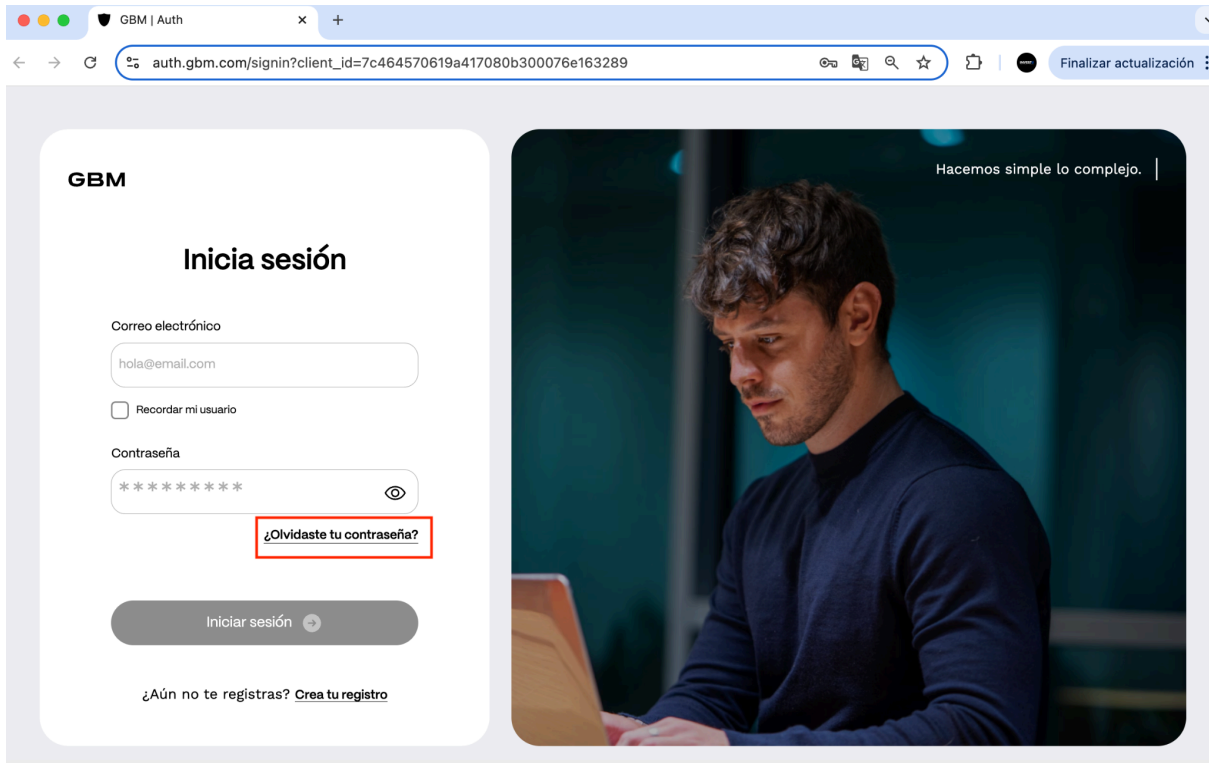 GBM | Auth
auth.gbm.com/signin?client_id=7c464570619a417080b300076e163289
Finalizar actualización
GBM
Hacemos simple lo complejo.
Inicia sesión
Correo electrónico
hola@email.com
Recordar mi usuario
Contraseña
*********
¿Olvidaste tu contraseña?
Iniciar sesión
¿Aún no te registras? Crea tu registro